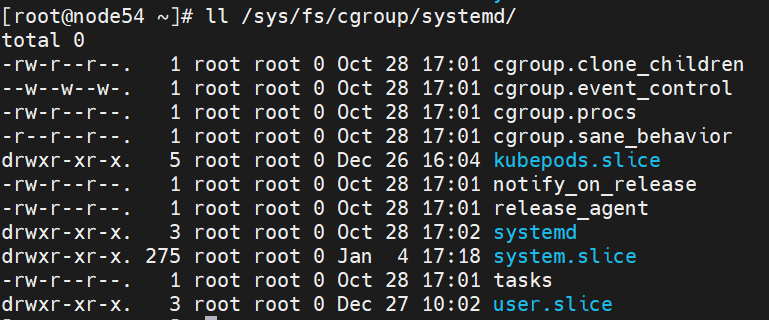 [root@node54 ~]# ll /sys/fs/cgroup/systemd/
total 0
-rw-r--r--.   1 root root 0 Oct 28 17:01 cgroup.clone_children
--w--w--w-.   1 root root 0 Oct 28 17:01 cgroup.event_control
-rw-r--r--.   1 root root 0 Oct 28 17:01 cgroup.procs
-r--r--r--.   1 root root 0 Oct 28 17:01 cgroup.sane_behavior
drwxr-xr-x.   5 root root 0 Dec 26 16:04 kubepods.slice
-rw-r--r--.   1 root root 0 Oct 28 17:01 notify_on_release
-rw-r--r--.   1 root root 0 Oct 28 17:01 release_agent
drwxr-xr-x.   3 root root 0 Oct 28 17:02 systemd
drwxr-xr-x. 275 root root 0 Jan  4 17:18 system.slice
-rw-r--r--.   1 root root 0 Oct 28 17:01 tasks
drwxr-xr-x.   3 root root 0 Dec 27 10:02 user.slice